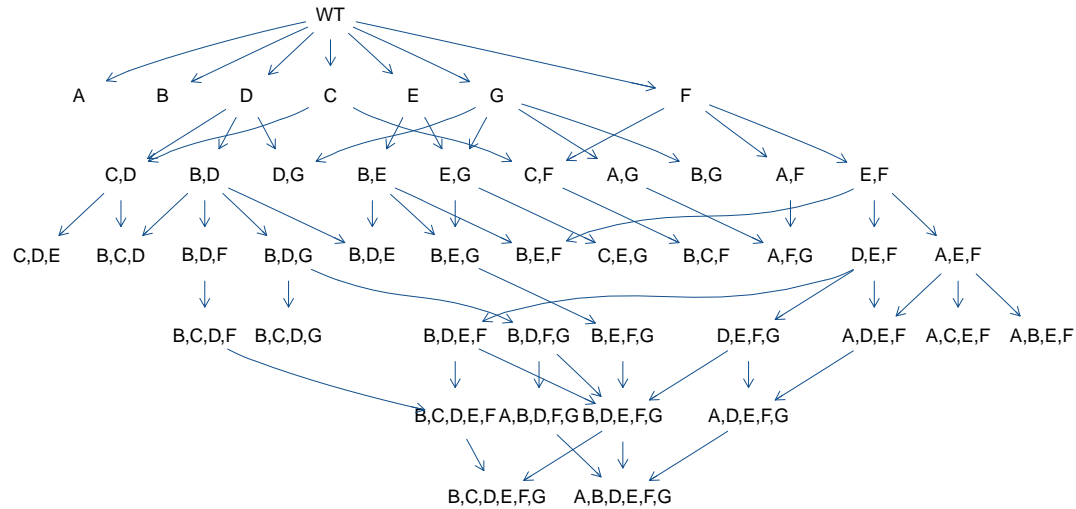 WT
A B D C E G F
C,D B,D D,G B,E E,G C,F A,G B,G A,F E,F
C,D,E B,C,D B,D,F B,D,G B,D,E B,E,G B,E,F C,E,G B,C,F A,F,G D,E,F A,E,F
B,C,D,F B,C,D,G B,D,E,F B,D,F,G B,E,F,G D,E,F,G A,D,E,F A,C,E,F A,B,E,F
B,C,D,E,F A,B,D,F,G B,D,E,F,G A,D,E,F,G
B,C,D,E,F,G A,B,D,E,F,G